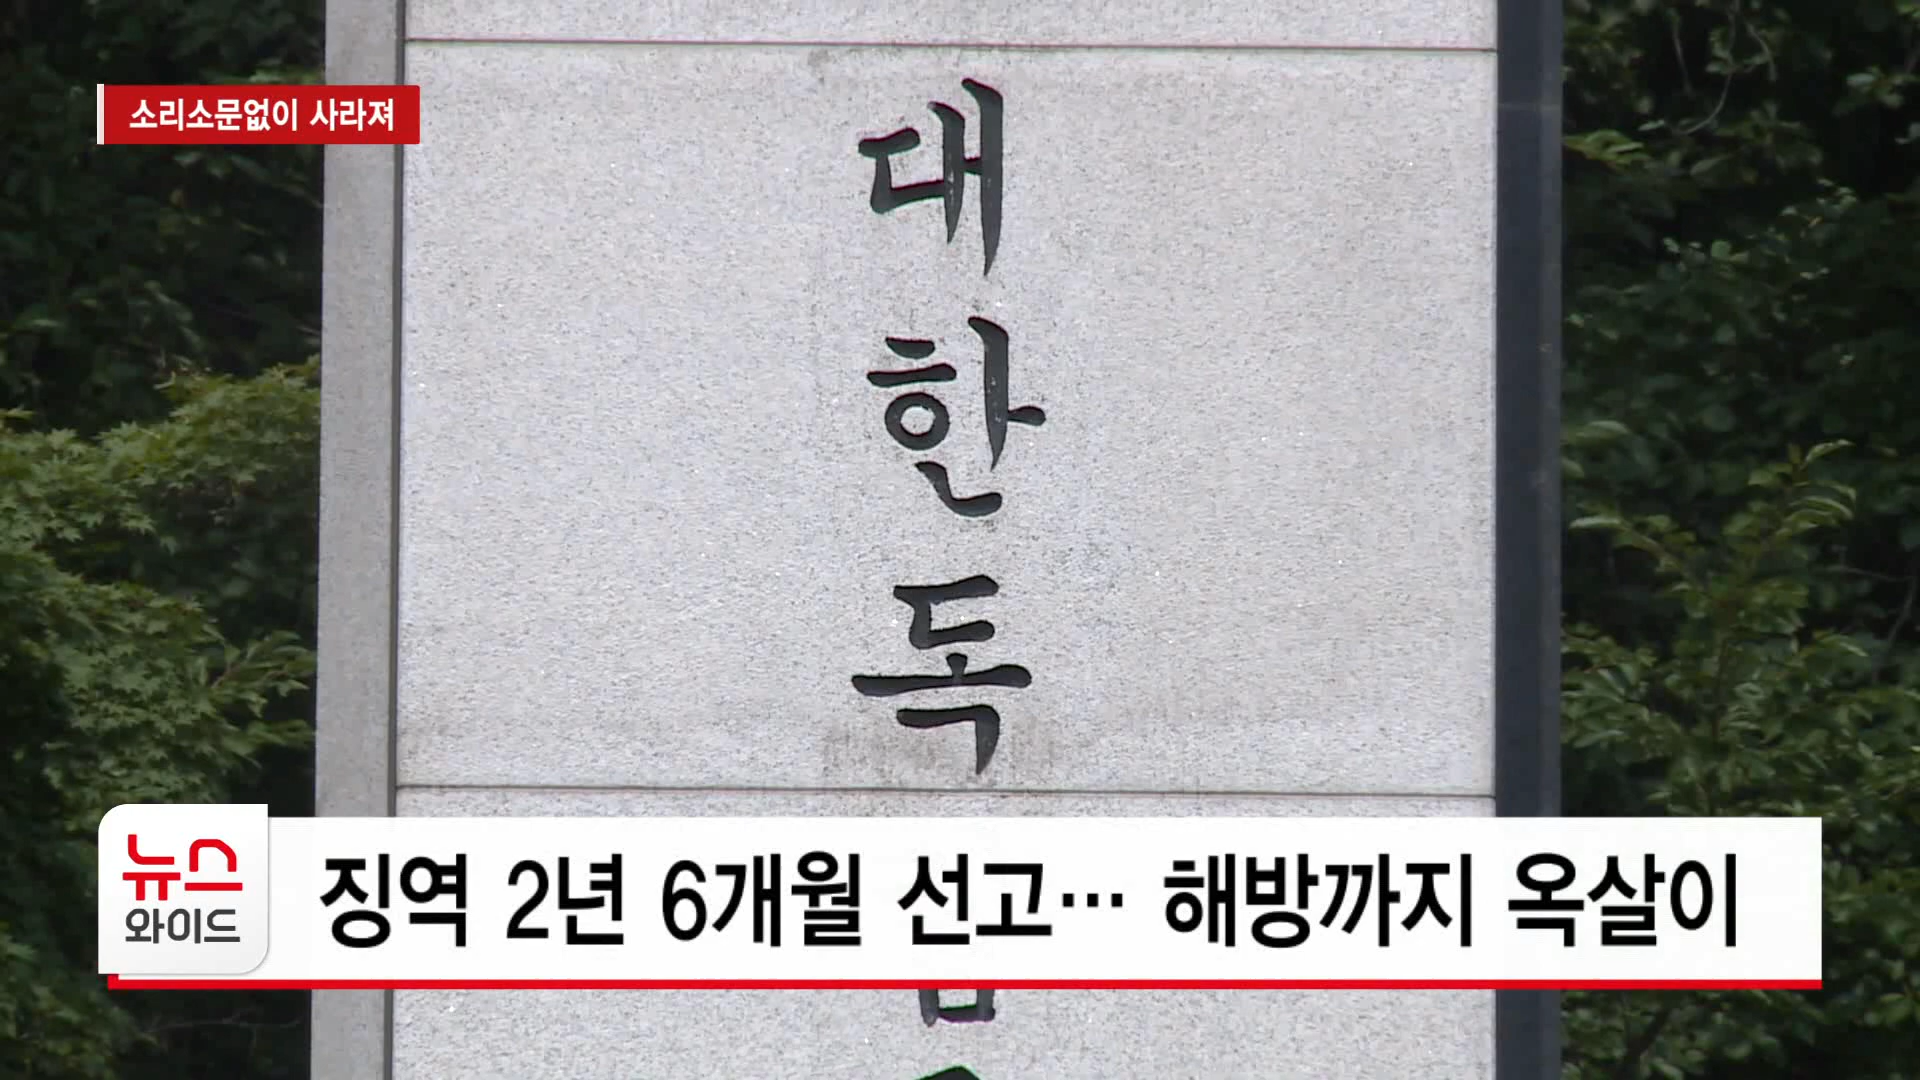 소리소문없이 사라져
대
한
독
뉴스
와이드
징역 2년 6개월 선고… 해방까지 옥살이